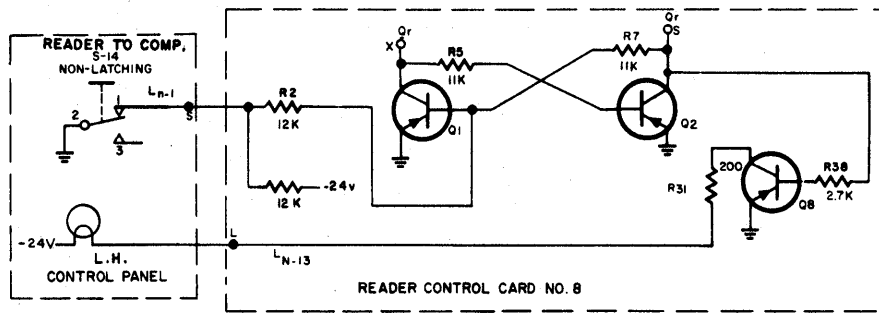 READER TO COMP.
S-14
NON-LATCHING
Ln-1
2
3
S
R2
12K
12 K
-24v
Qr
X
R5
11K
Q1
R7
11K
Qr
S
Q2
200
R31
Q8
R38
2.7K
-24V
L.H.
CONTROL PANEL
L
LN-13
READER CONTROL CARD NO. 8